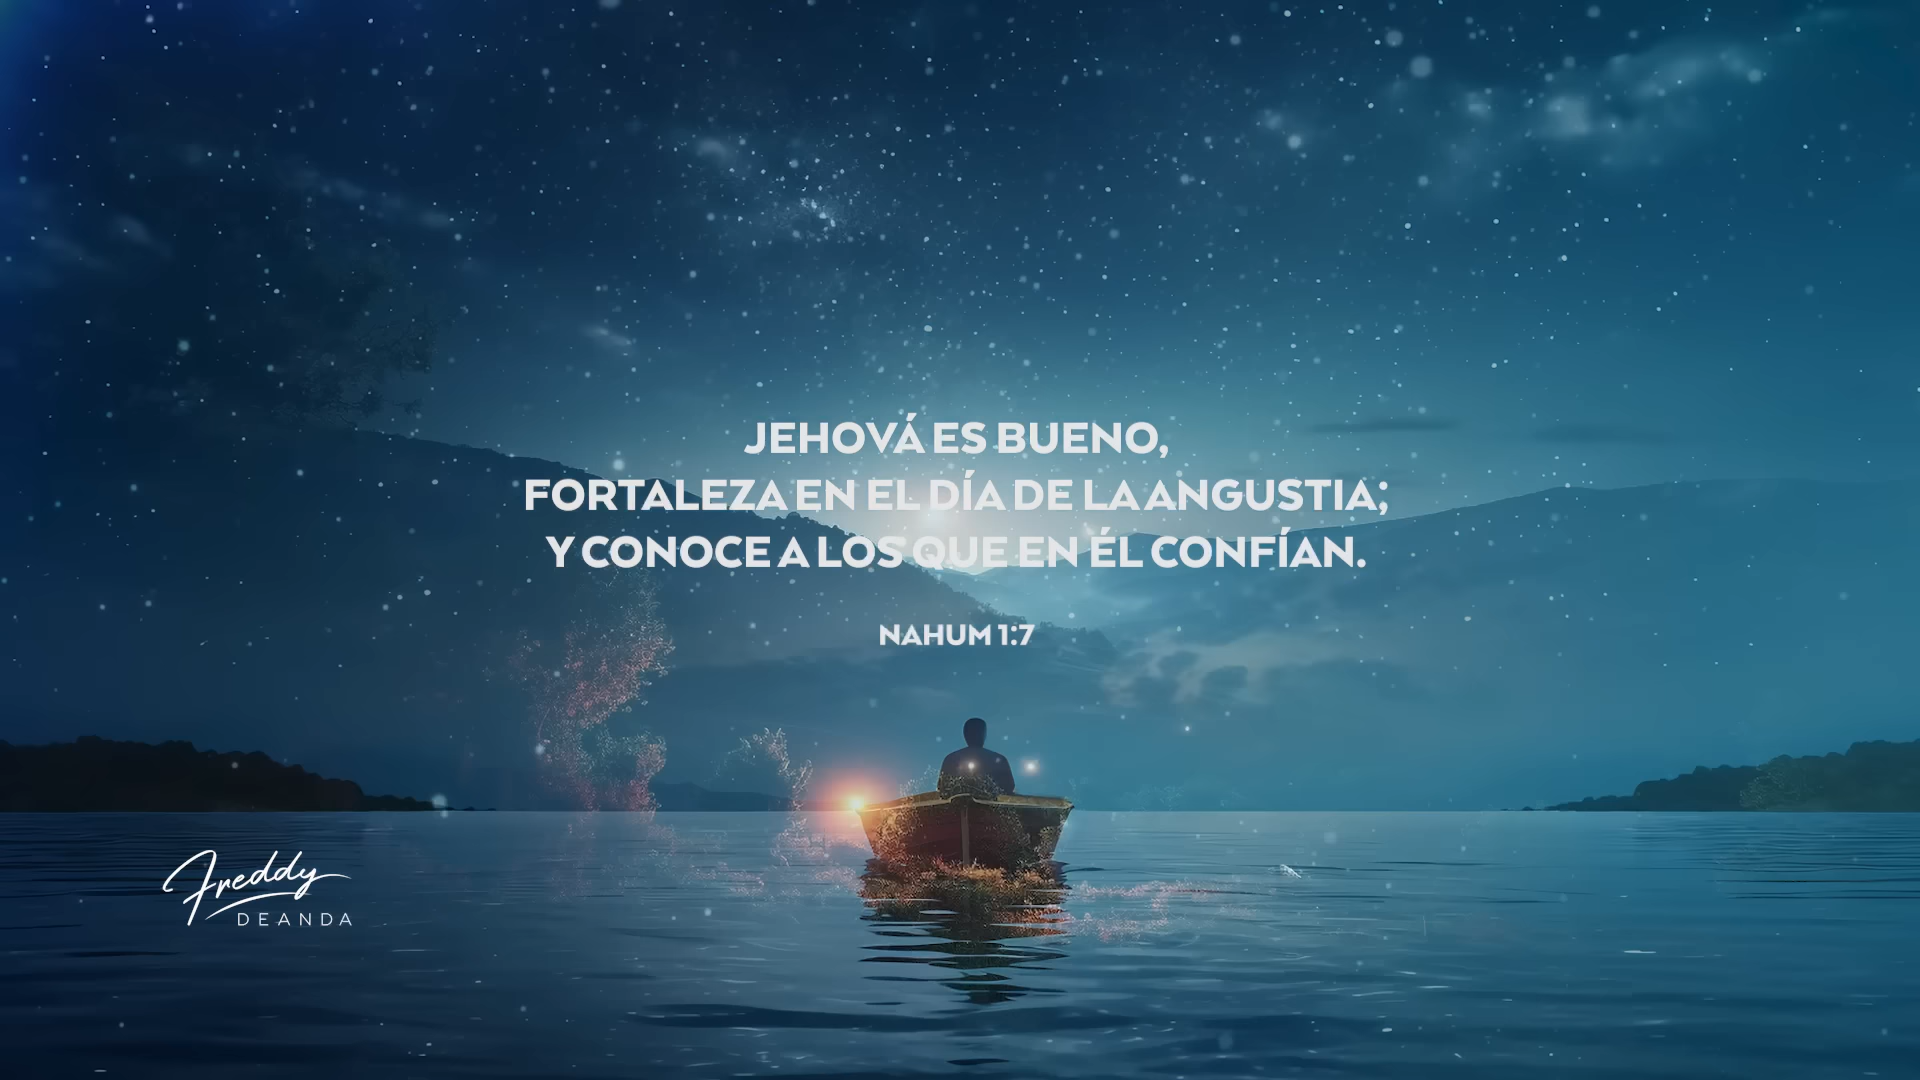 JEHOVÁ ES BUENO,
FORTALEZA EN EL DÍA DE LA ANGUSTIA;
Y CONOCE A LOS QUE EN ÉL CONFÍAN.
NAHUM 1:7
Freddy
DEANDA